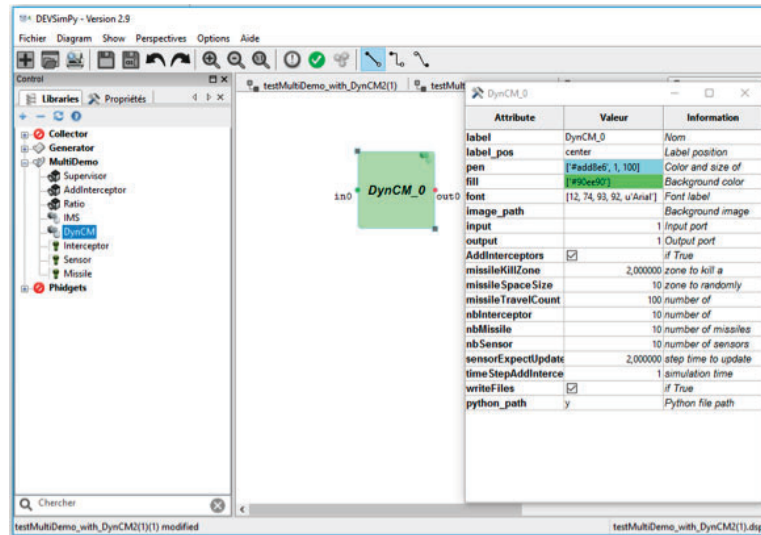 DEVSimPy - Version 2.9
Fichier Diagram Show Perspectives Options Aide
Control
Libraries Propriétés
Collector
Generator
MultiDemo
Supervisor
AddInterceptor
Ratio
IMS
DynCM
Interceptor
Sensor
Missile
Phidgets
Chercher
testMultiDemo_with_DynCM2(1) testMult
in0 DynCM_0 out0
DynCM_0
Attribute Valeur Information
label DynCM_0 Nom
label_pos center Label position
pen ['#add8e6', 1, 100] Color and size of
fill ['#90ee90'] Background color
font [12, 74, 93, 92, u'Arial'] Font label
image_path Background image
input 1 Input port
output 1 Output port
AddInterceptors if True
missileKillZone 2,000000 zone to kill a
missileSpaceSize 10 zone to randomly
missileTravelCount 100 number of
nbInterceptor 10 number of
nbMissile 10 number of missiles
nbSensor 10 number of sensors
sensorExpectUpdate 2,000000 step time to update
timeStepAddInterce 1 simulation time
writeFiles if True
python_path y Python file path
testMultiDemo_with_DynCM2(1)(1) modified testMultiDemo_with_DynCM2(1).dsp